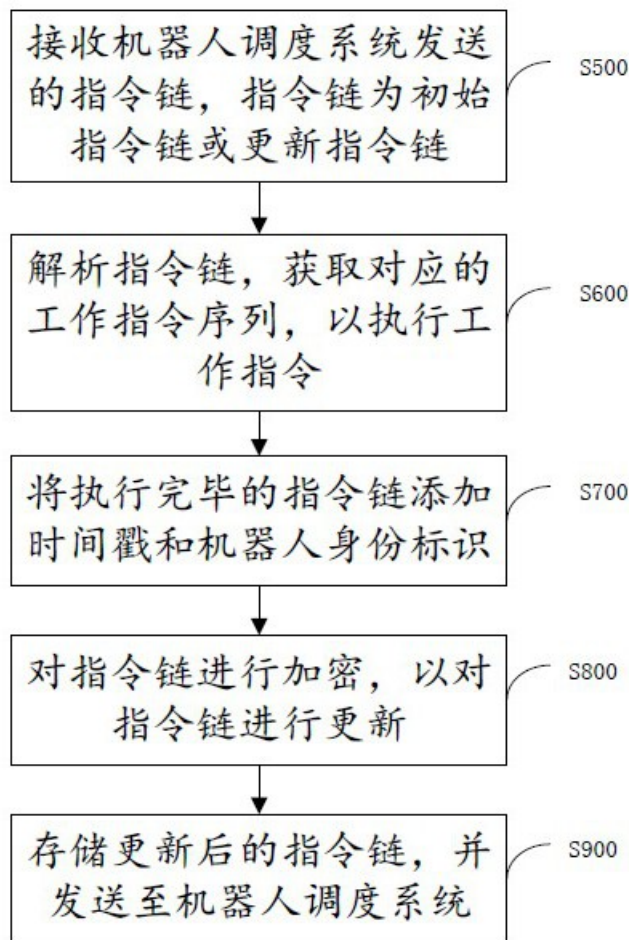 接收机器人调度系统发送
的指令链，指令链为初始
指令链或更新指令链
S500
解析指令链，获取对应的
工作指令序列，以执行工
作指令
S600
将执行完毕的指令链添加
时间戳和机器人身份标识
S700
对指令链进行加密，以对
指令链进行更新
S800
存储更新后的指令链，并
发送至机器人调度系统
S900